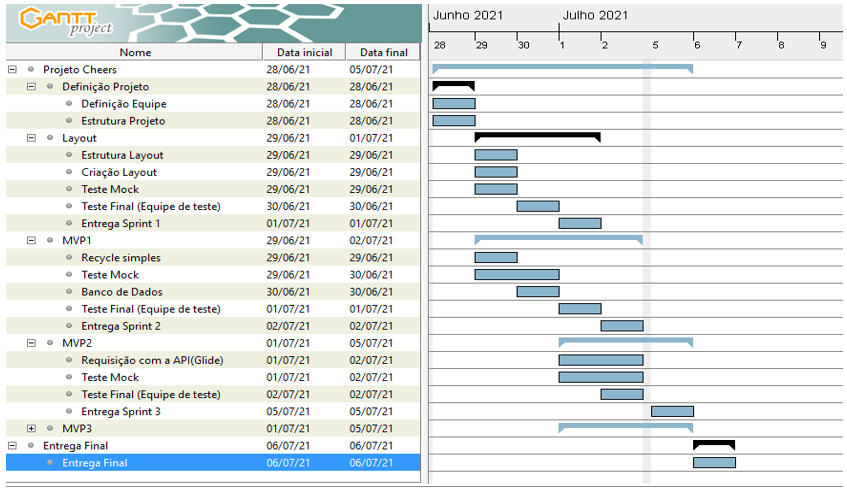 GANTT project
Junho 2021 Julho 2021
28 29 30 1 2 5 6 7 8 9
Nome Data inicial Data final
Projeto Cheers 28/06/21 05/07/21
Definição Projeto 28/06/21 28/06/21
Definição Equipe 28/06/21 28/06/21
Estrutura Projeto 28/06/21 28/06/21
Layout 29/06/21 01/07/21
Estrutura Layout 29/06/21 29/06/21
Criação Layout 29/06/21 29/06/21
Teste Mock 29/06/21 29/06/21
Teste Final (Equipe de teste) 30/06/21 30/06/21
Entrega Sprint 1 01/07/21 01/07/21
MVP1 29/06/21 02/07/21
Recycle simples 29/06/21 29/06/21
Teste Mock 29/06/21 30/06/21
Banco de Dados 30/06/21 30/06/21
Teste Final (Equipe de teste) 01/07/21 01/07/21
Entrega Sprint 2 02/07/21 02/07/21
MVP2 01/07/21 05/07/21
Requisição com a API(Glide) 01/07/21 02/07/21
Teste Mock 01/07/21 02/07/21
Teste Final (Equipe de teste) 02/07/21 02/07/21
Entrega Sprint 3 05/07/21 05/07/21
MVP3 01/07/21 05/07/21
Entrega Final 06/07/21 06/07/21
Entrega Final 06/07/21 06/07/21